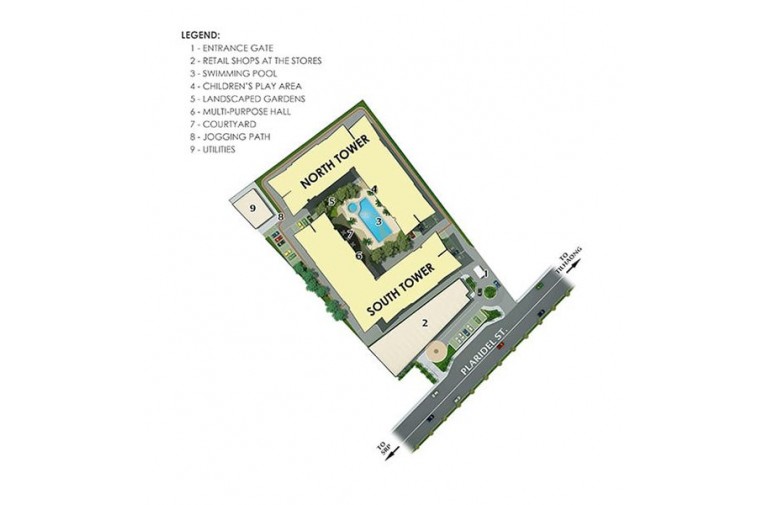 LEGEND:
1 - ENTRANCE GATE
2 - RETAIL SHOPS AT THE STORES
3 - SWIMMING POOL
4 - CHILDREN'S PLAY AREA
5 - LANDSCAPED GARDENS
6 - MULTI-PURPOSE HALL
7 - COURTYARD
8 - JOGGING PATH
9 - UTILITIES
NORTH TOWER
4
5
9
8
3
7
6
SOUTH TOWER
1
2
TO
PLARIDEL ST.
TO
SRP